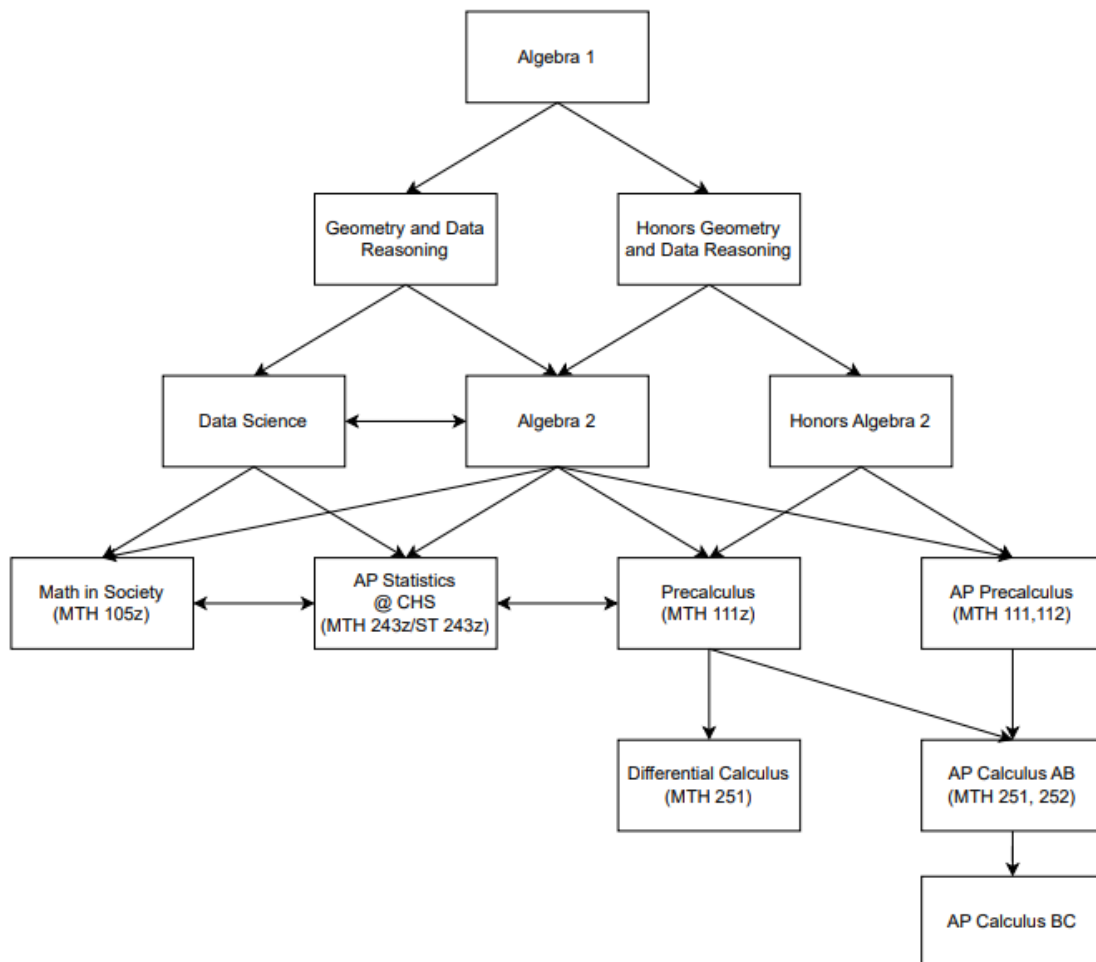 Algebra 1
Geometry and Data
Reasoning
Honors Geometry
and Data Reasoning
Data Science
Algebra 2
Honors Algebra 2
Math in Society
(MTH 105z)
AP Statistics
@ CHS
(MTH 243z/ST 243z)
Precalculus
(MTH 111z)
AP Precalculus
(MTH 111,112)
Differential Calculus
(MTH 251)
AP Calculus AB
(MTH 251, 252)
AP Calculus BC